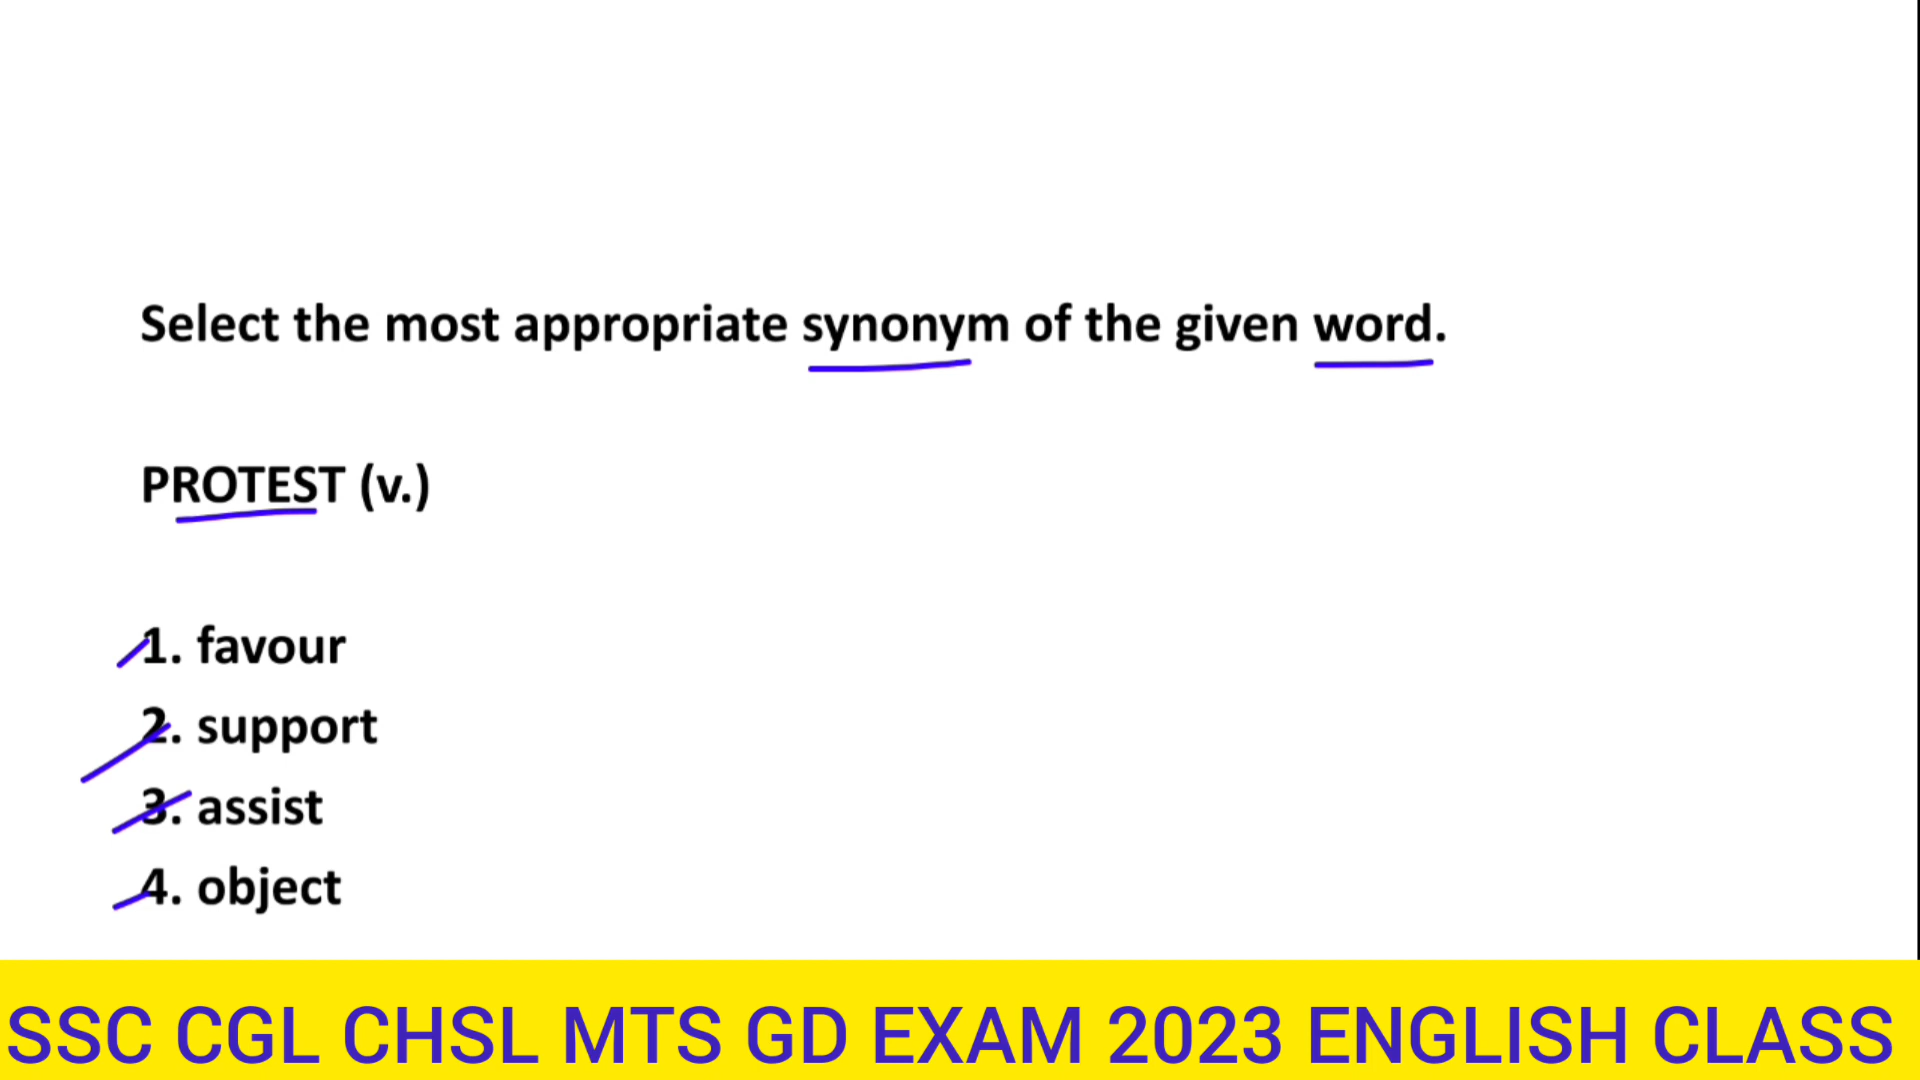 Select the most appropriate synonym of the given word.
PROTEST (v.)
1. favour
2. support
3. assist
4. object
SSC CGL CHSL MTS GD EXAM 2023 ENGLISH CLASS